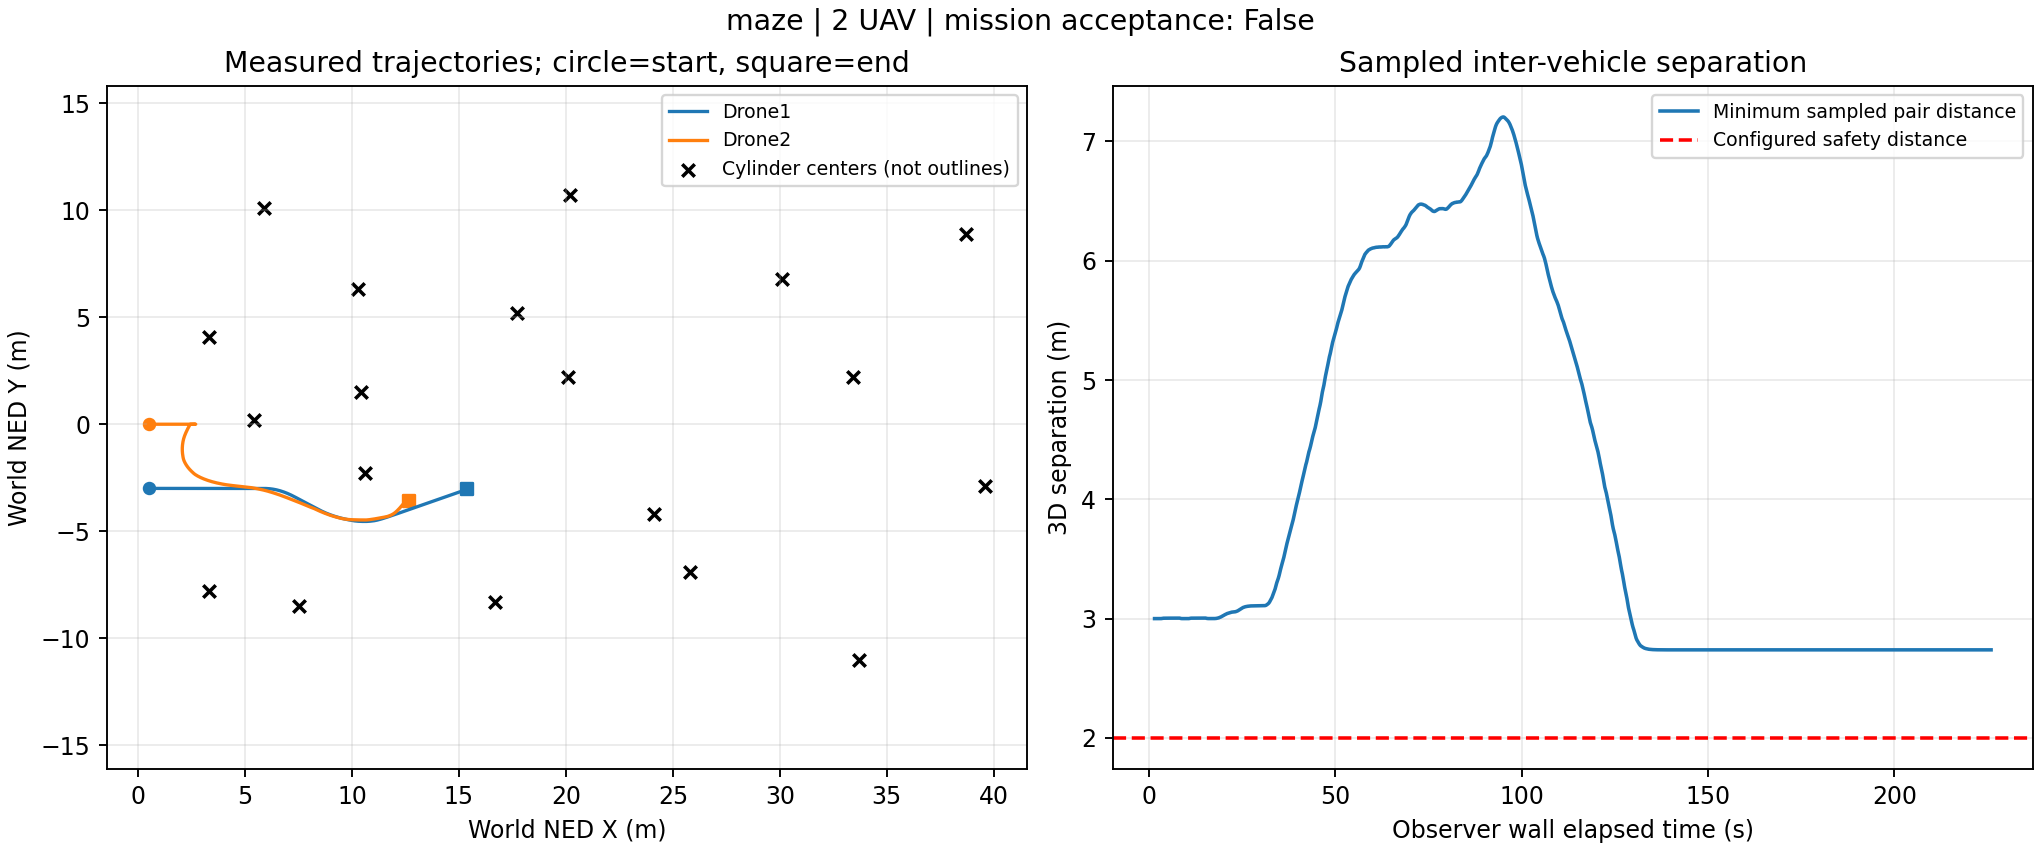 maze | 2 UAV | mission acceptance: False
Measured trajectories; circle=start, square=end
Drone1
Drone2
Cylinder centers (not outlines)
World NED Y (m)
15
10
5
0
−5
−10
−15
0
5
10
15
20
25
30
35
40
World NED X (m)
Sampled inter-vehicle separation
Minimum sampled pair distance
Configured safety distance
3D separation (m)
7
6
5
4
3
2
0
50
100
150
200
Observer wall elapsed time (s)